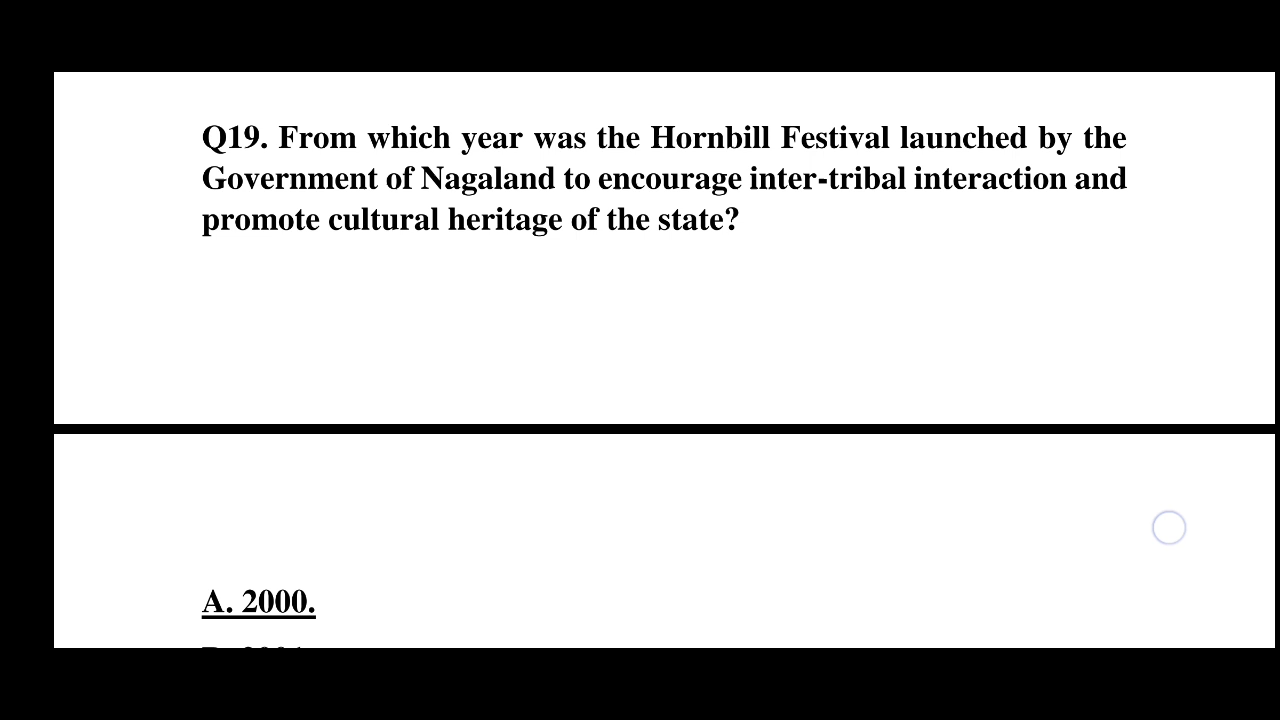 Q19. From which year was the Hornbill Festival launched by the
Government of Nagaland to encourage inter-tribal interaction and
promote cultural heritage of the state?
A. 2000.